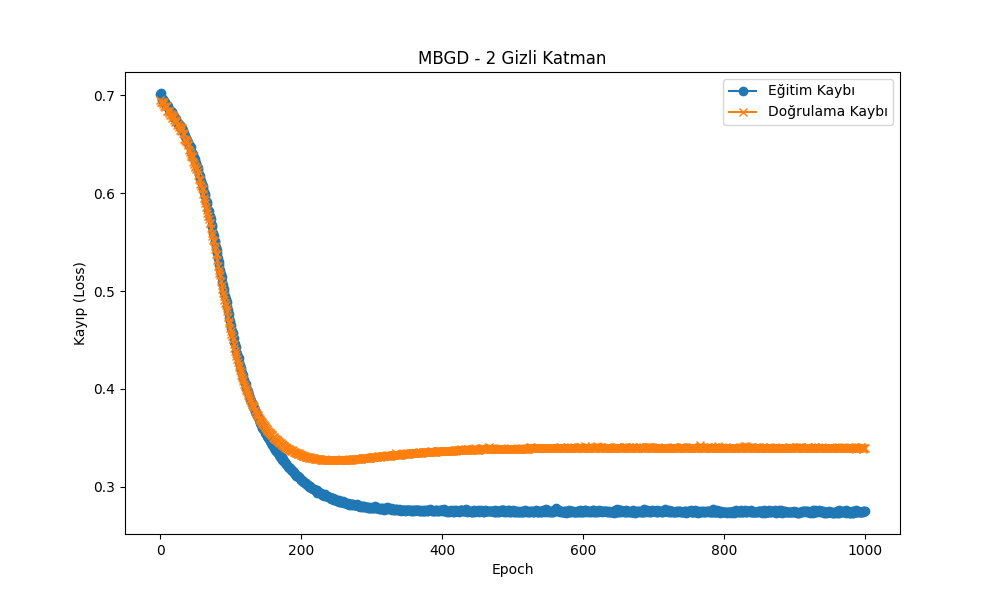 MBGD - 2 Gizli Katman
Eğitim Kaybı
Doğrulama Kaybı
0.7
0.6
0.5
0.4
0.3
Kayıp (Loss)
0
200
400
600
800
1000
Epoch